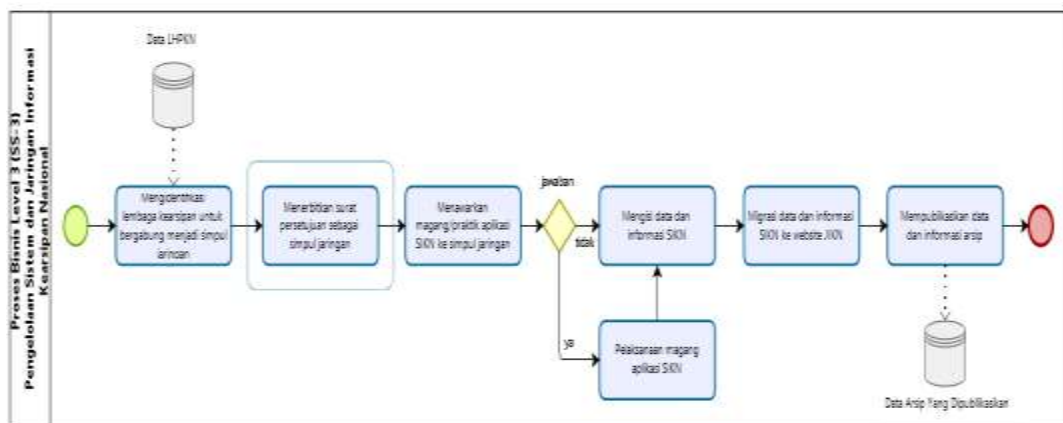 Proses Bisnis Level 3 (SS-3)
Pengelolaan Sistem dan Jaringan Informasi
Kearsipan Nasional
Data LHPKN
Mengidentifikasi
lembaga kearsipan untuk
bergabung menjadi simpul
jaringan
Menerbitkan surat
persetujuan sebagai
simpul jaringan
Menawarkan
magang/praktik aplikasi
SIKN ke simpul jaringan
jawaban
tidak
ya
Mengisi data dan
informasi SIKN
Pelaksanaan magang
aplikasi SIKN
Migrasi data dan informasi
SIKN ke website JIKN
Mempublikasikan data
dan informasi arsip
Data Arsip Yang Dipublikasikan